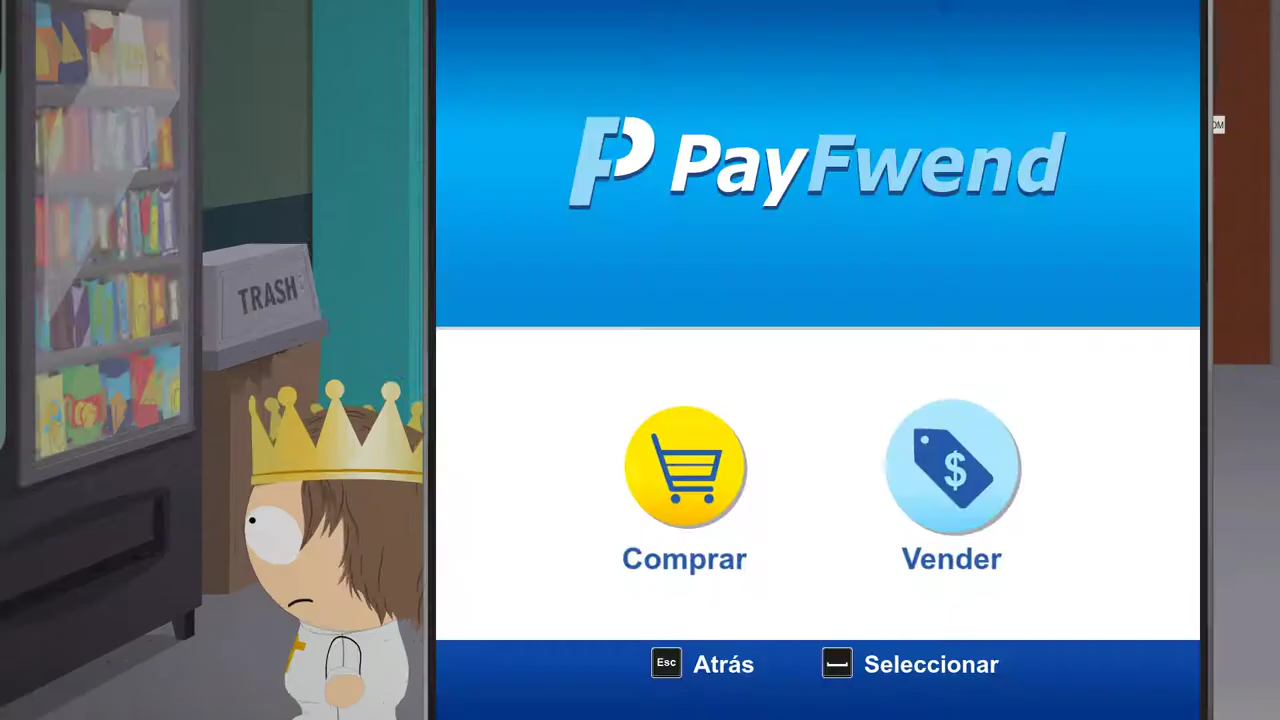 PayFwend
TRASH
Comprar
Vender
Esc Atrás
Seleccionar